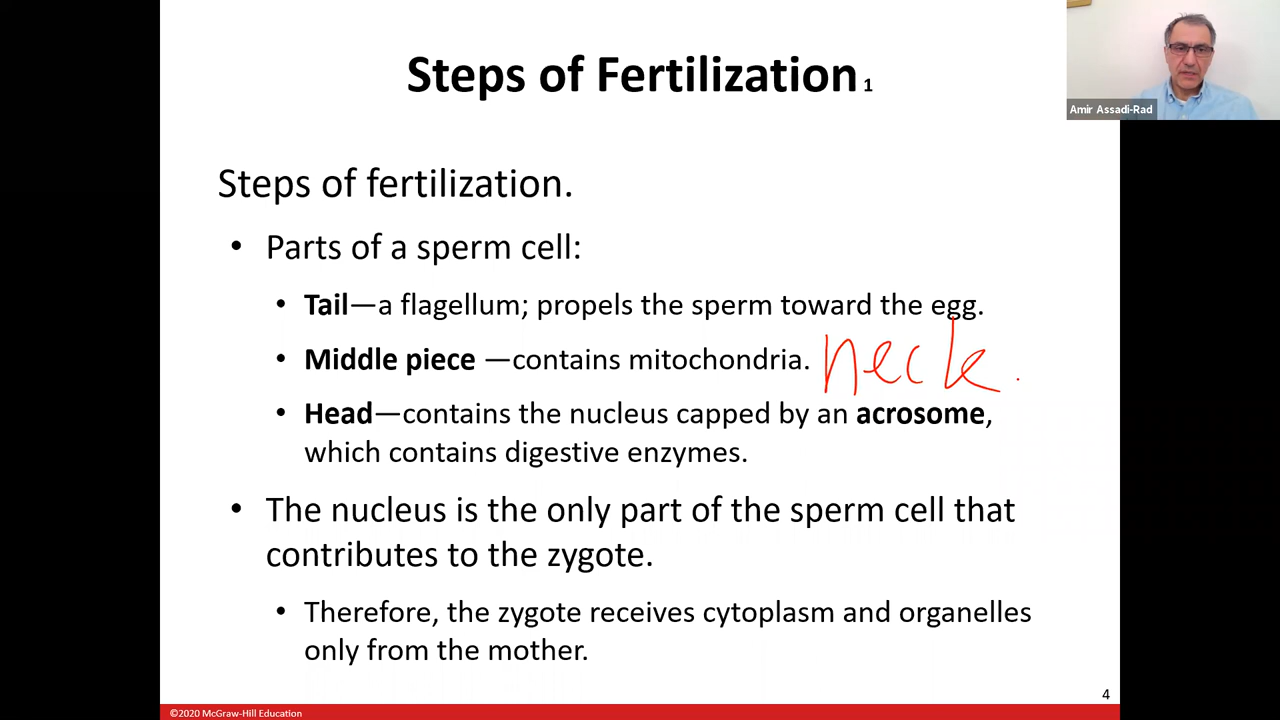 Steps of Fertilization 1
Amir Assadi-Rad
Steps of fertilization.
• Parts of a sperm cell:
• Tail—a flagellum; propels the sperm toward the egg.
• Middle piece —contains mitochondria. neck
• Head—contains the nucleus capped by an acrosome,
which contains digestive enzymes.
• The nucleus is the only part of the sperm cell that
contributes to the zygote.
• Therefore, the zygote receives cytoplasm and organelles
only from the mother.
4
©2020 McGraw-Hill Education